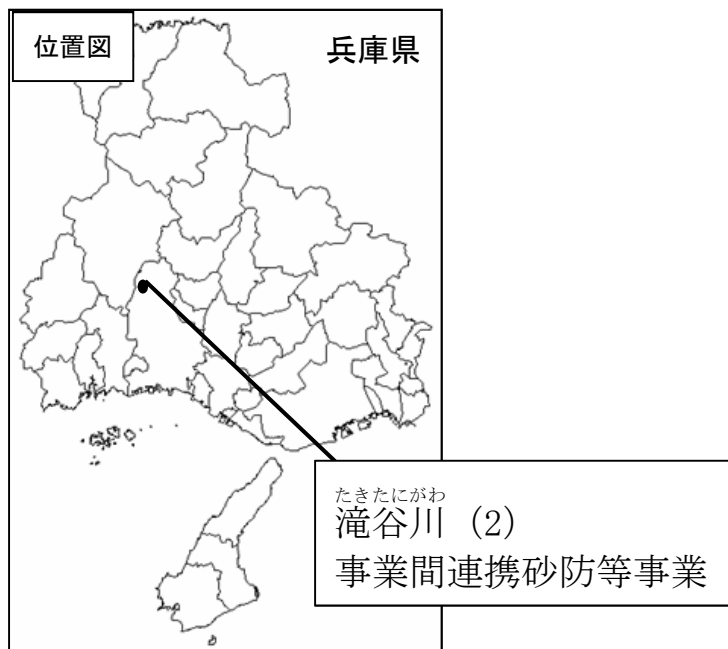 位置図
兵庫県
たきたにがわ
滝谷川（2）
事業間連携砂防等事業